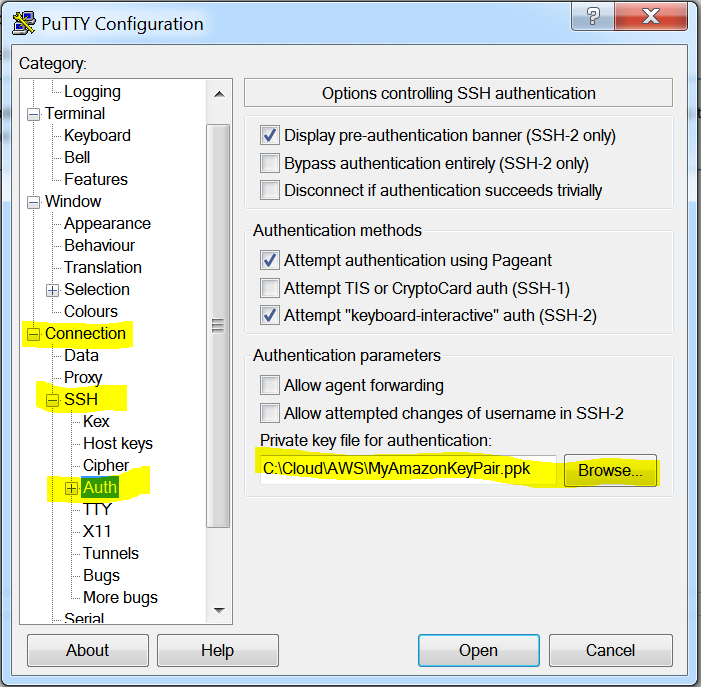 PuTTY Configuration
Category:
Logging
Terminal
Keyboard
Bell
Features
Window
Appearance
Behaviour
Translation
Selection
Colours
Connection
Data
Proxy
SSH
Kex
Host keys
Cipher
Auth
TTY
X11
Tunnels
Bugs
More bugs
Serial
Options controlling SSH authentication
Display pre-authentication banner (SSH-2 only)
Bypass authentication entirely (SSH-2 only)
Disconnect if authentication succeeds trivially
Authentication methods
Attempt authentication using Pageant
Attempt TIS or CryptoCard auth (SSH-1)
Attempt "keyboard-interactive" auth (SSH-2)
Authentication parameters
Allow agent forwarding
Allow attempted changes of username in SSH-2
Private key file for authentication:
C:\Cloud\AWS\MyAmazonKeyPair.ppk
Browse...
About
Help
Open
Cancel